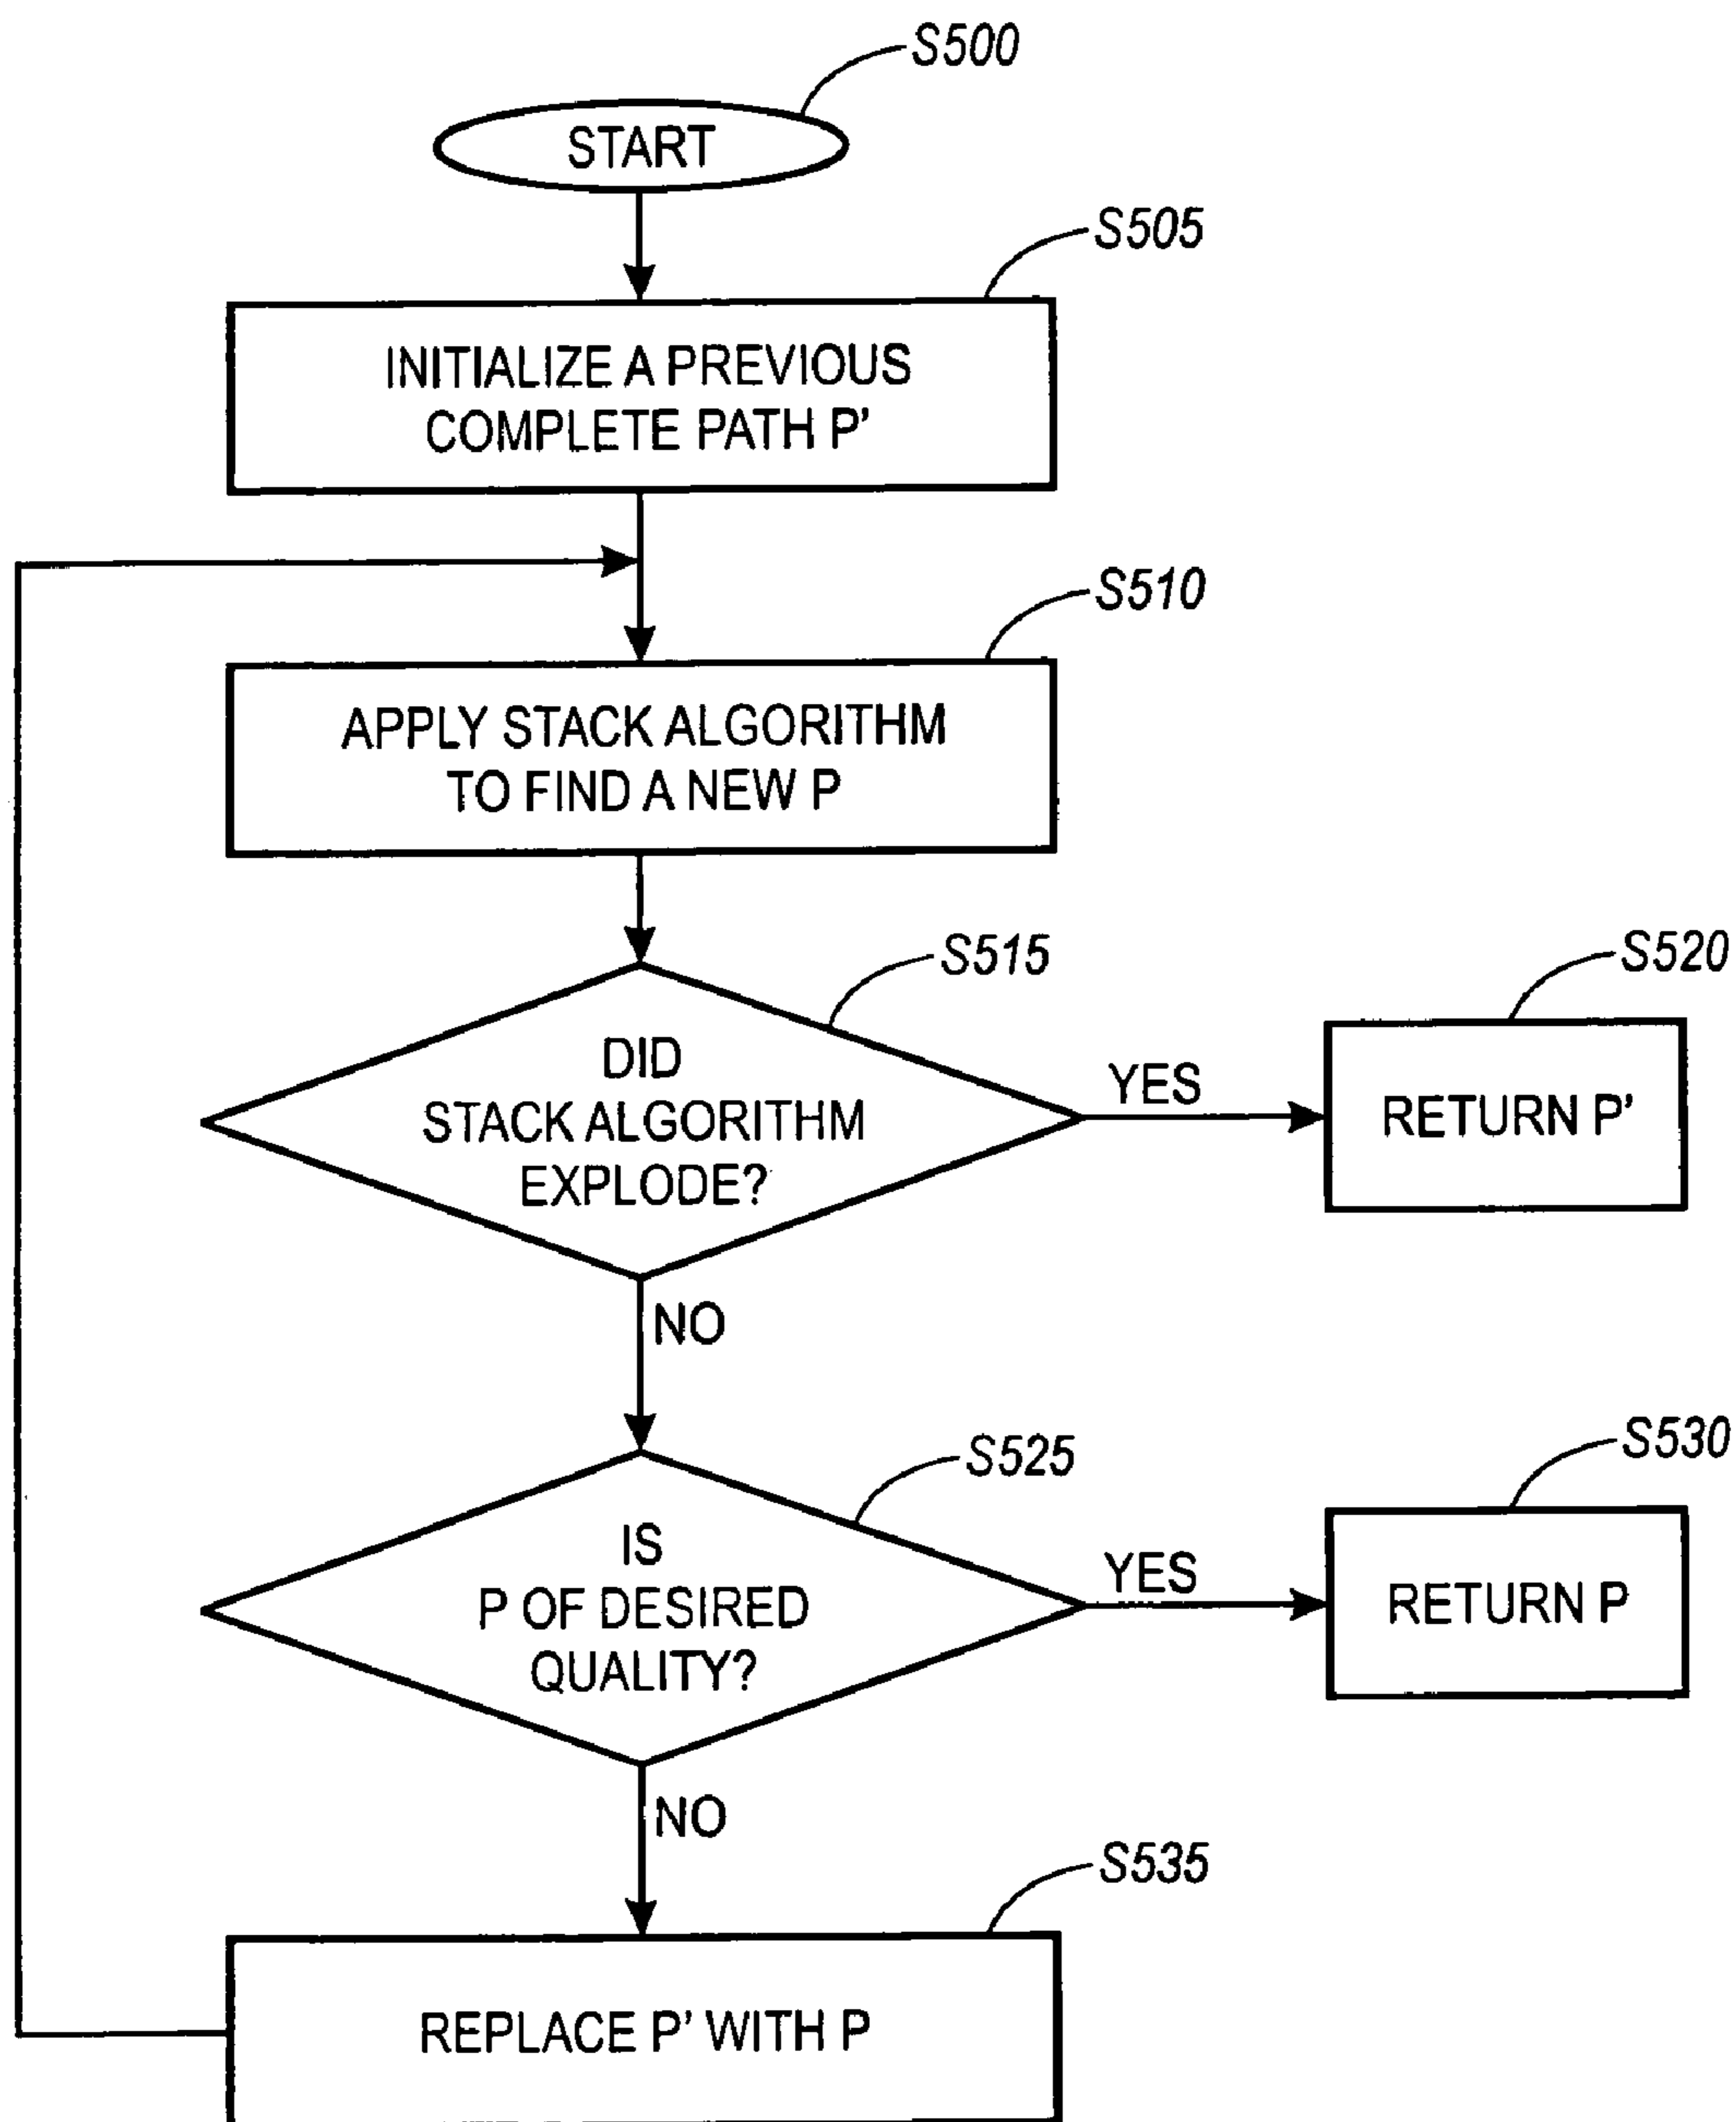 S500
START
S505
INITIALIZE A PREVIOUS
COMPLETE PATH P'
S510
APPLY STACK ALGORITHM
TO FIND A NEW P
S515
DID
STACK ALGORITHM
EXPLODE?
YES
S520
RETURN P'
NO
S525
IS
P OF DESIRED
QUALITY?
YES
S530
RETURN P
NO
S535
REPLACE P' WITH P